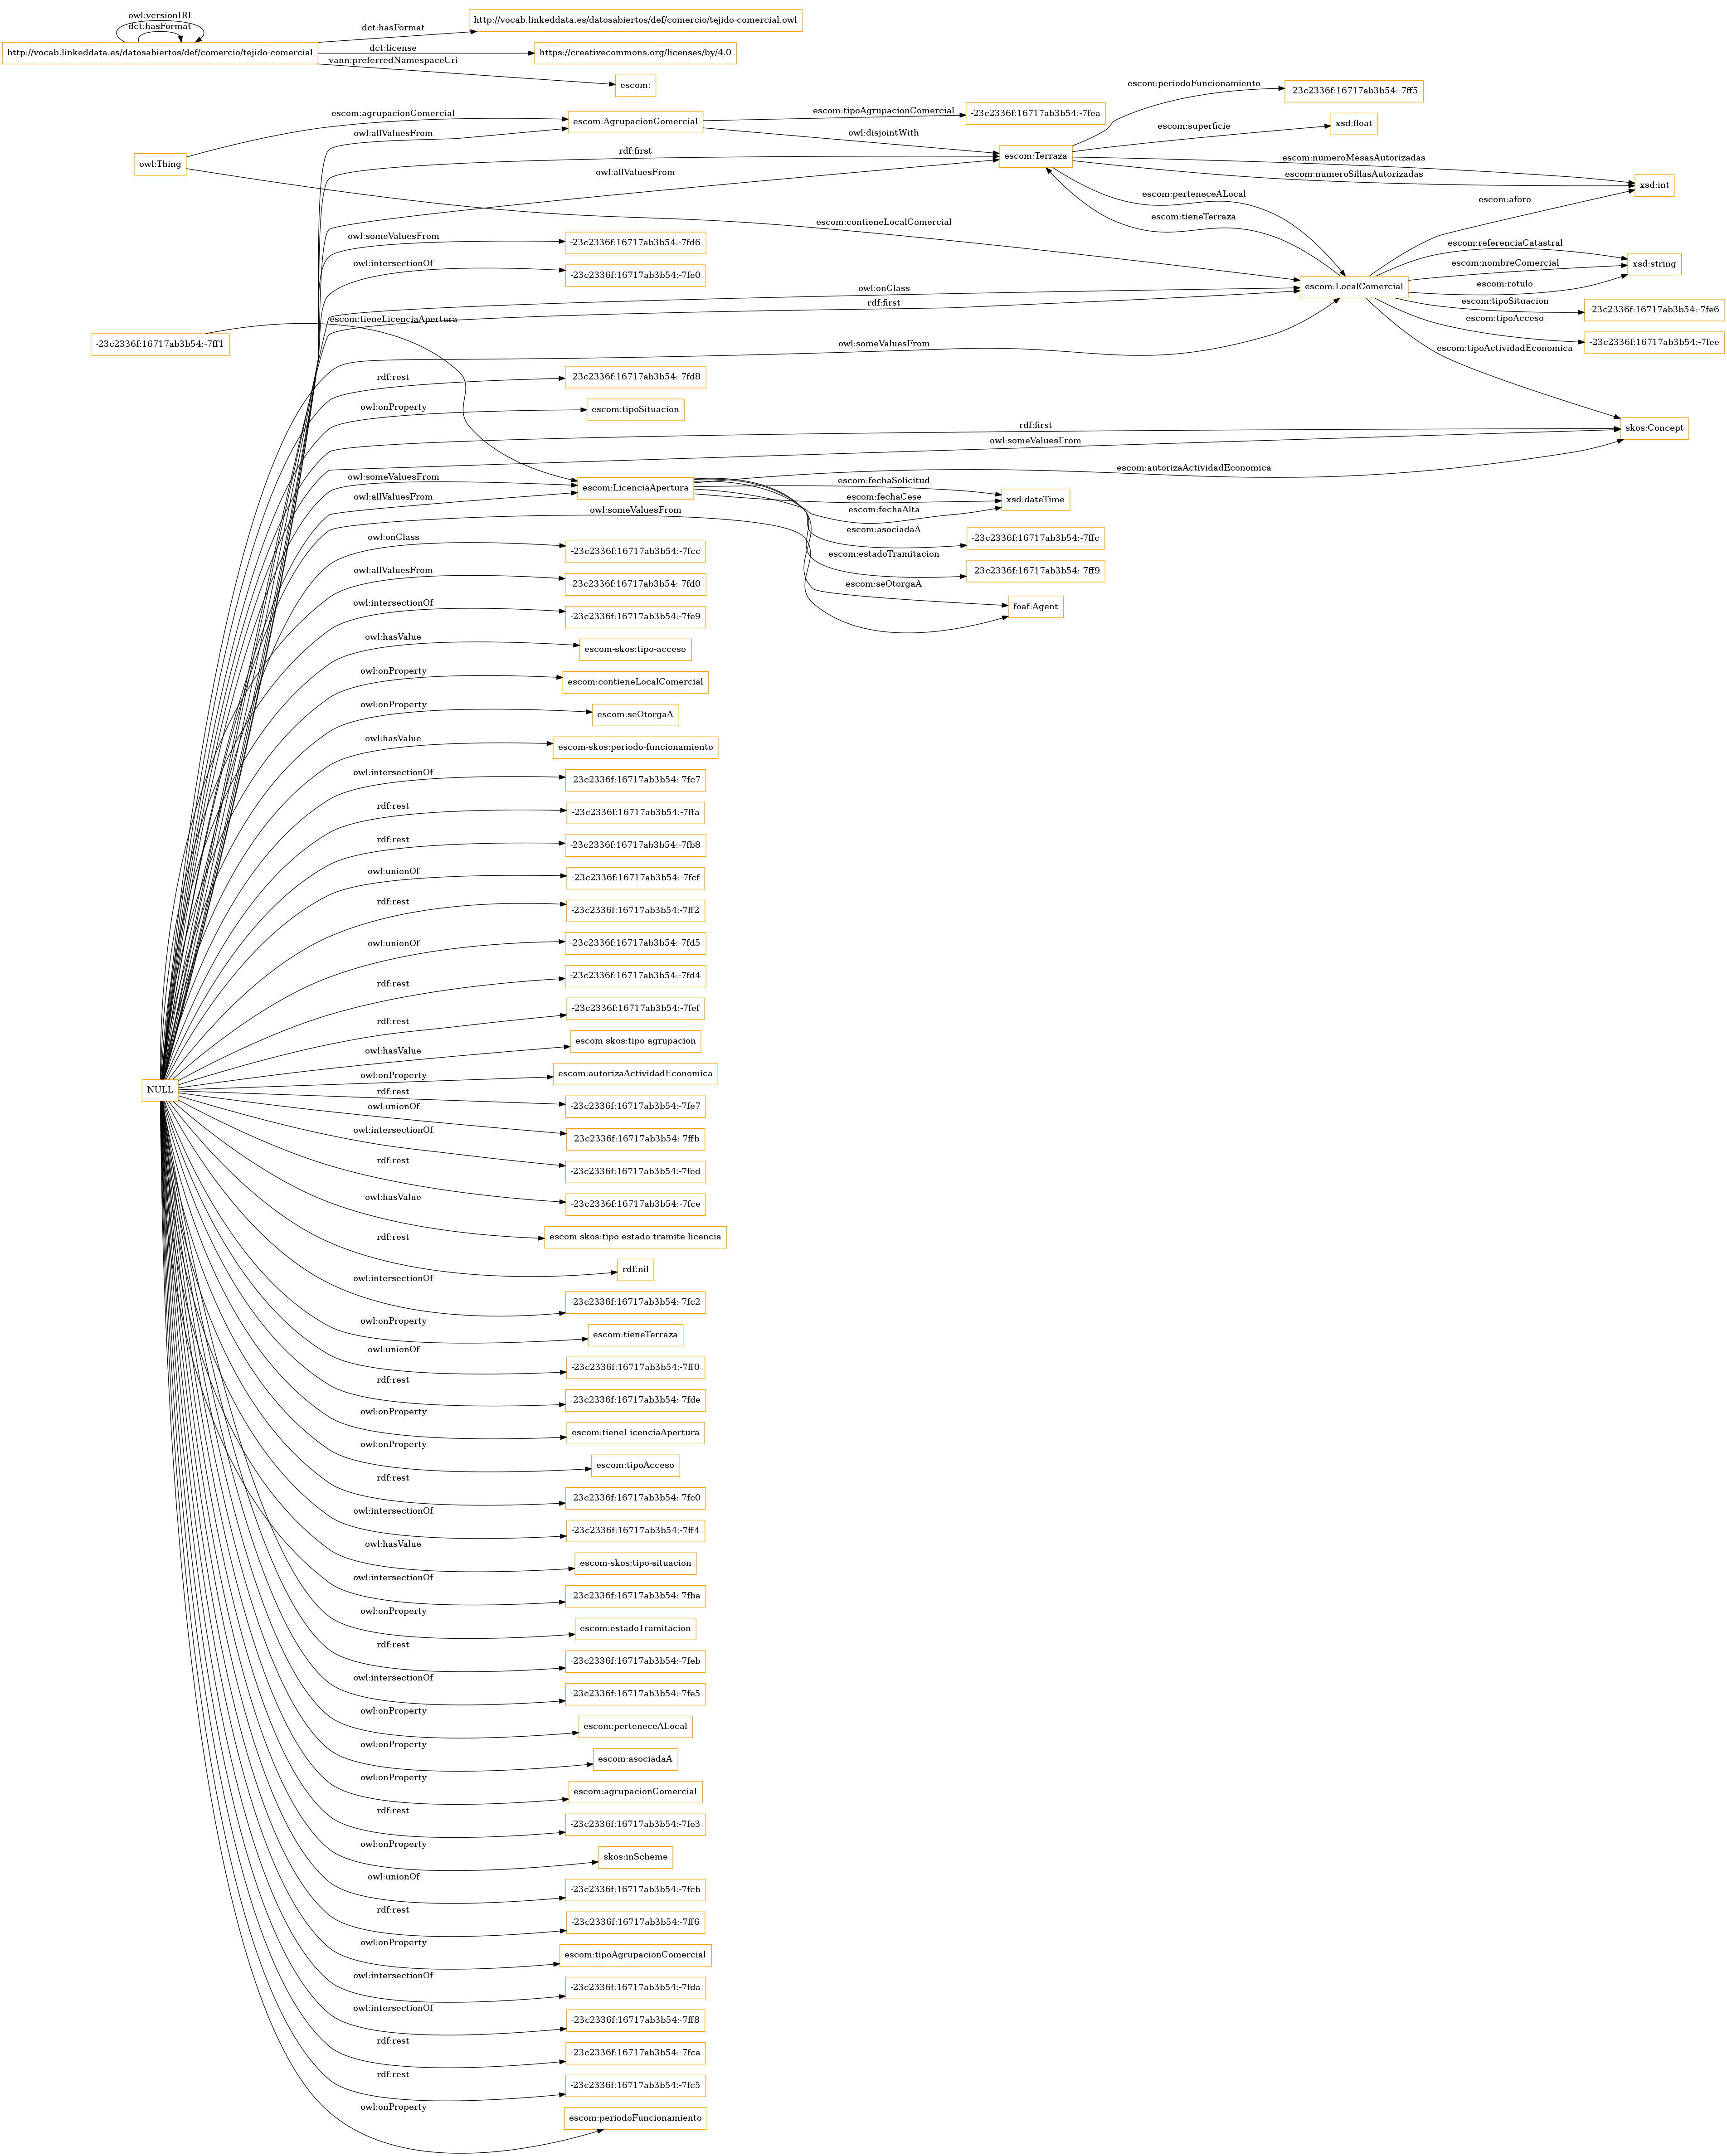 owl:versionIRI
dct:hasFormat
http://vocab.linkeddata.es/datosabiertos/def/comercio/tejido-comercial
dct:hasFormat
http://vocab.linkeddata.es/datosabiertos/def/comercio/tejido-comercial.owl
dct:license
https://creativecommons.org/licenses/by/4.0
vann:preferredNamespaceUri
escom:
owl:Thing
escom:agrupacionComercial
owl:allValuesFrom
escom:AgrupacionComercial
escom:tipoAgrupacionComercial
-23c2336f:16717ab3b54:-7fea
owl:disjointWith
rdf:first
owl:allValuesFrom
escom:Terraza
escom:periodoFuncionamiento
-23c2336f:16717ab3b54:-7ff5
escom:superficie
xsd:float
escom:numeroMesasAutorizadas
escom:numeroSillasAutorizadas
xsd:int
escom:perteneceALocal
escom:tieneTerraza
escom:aforo
escom:contieneLocalComercial
owl:someValuesFrom
-23c2336f:16717ab3b54:-7fd6
owl:intersectionOf
-23c2336f:16717ab3b54:-7fe0
owl:onClass
rdf:first
escom:LocalComercial
escom:referenciaCatastral
escom:nombreComercial
escom:rotulo
xsd:string
escom:tipoSituacion
-23c2336f:16717ab3b54:-7fe6
escom:tipoAcceso
-23c2336f:16717ab3b54:-7fee
escom:tipoActividadEconomica
-23c2336f:16717ab3b54:-7ff1
escom:tieneLicenciaApertura
owl:someValuesFrom
rdf:rest
-23c2336f:16717ab3b54:-7fd8
owl:onProperty
escom:tipoSituacion
rdf:first
owl:someValuesFrom
skos:Concept
owl:someValuesFrom
owl:allValuesFrom
escom:LicenciaApertura
escom:autorizaActividadEconomica
escom:fechaSolicitud
escom:fechaCese
escom:fechaAlta
xsd:dateTime
owl:someValuesFrom
escom:asociadaA
-23c2336f:16717ab3b54:-7ffc
escom:estadoTramitacion
-23c2336f:16717ab3b54:-7ff9
escom:seOtorgaA
foaf:Agent
owl:onClass
-23c2336f:16717ab3b54:-7fcc
owl:allValuesFrom
-23c2336f:16717ab3b54:-7fd0
owl:intersectionOf
-23c2336f:16717ab3b54:-7fe9
owl:hasValue
escom-skos:tipo-acceso
owl:onProperty
escom:contieneLocalComercial
owl:onProperty
escom:seOtorgaA
owl:hasValue
escom-skos:periodo-funcionamiento
owl:intersectionOf
-23c2336f:16717ab3b54:-7fc7
rdf:rest
-23c2336f:16717ab3b54:-7ffa
rdf:rest
-23c2336f:16717ab3b54:-7fb8
owl:unionOf
-23c2336f:16717ab3b54:-7fcf
rdf:rest
-23c2336f:16717ab3b54:-7ff2
owl:unionOf
-23c2336f:16717ab3b54:-7fd5
rdf:rest
-23c2336f:16717ab3b54:-7fd4
rdf:rest
-23c2336f:16717ab3b54:-7fef
owl:hasValue
escom-skos:tipo-agrupacion
NULL
owl:onProperty
escom:autorizaActividadEconomica
rdf:rest
-23c2336f:16717ab3b54:-7fe7
owl:unionOf
-23c2336f:16717ab3b54:-7ffb
owl:intersectionOf
-23c2336f:16717ab3b54:-7fed
rdf:rest
-23c2336f:16717ab3b54:-7fce
owl:hasValue
escom-skos:tipo-estado-tramite-licencia
rdf:rest
rdf:nil
owl:intersectionOf
-23c2336f:16717ab3b54:-7fc2
owl:onProperty
escom:tieneTerraza
owl:unionOf
-23c2336f:16717ab3b54:-7ff0
rdf:rest
-23c2336f:16717ab3b54:-7fde
owl:onProperty
escom:tieneLicenciaApertura
owl:onProperty
escom:tipoAcceso
rdf:rest
-23c2336f:16717ab3b54:-7fc0
owl:intersectionOf
-23c2336f:16717ab3b54:-7ff4
owl:hasValue
escom-skos:tipo-situacion
owl:intersectionOf
-23c2336f:16717ab3b54:-7fba
owl:onProperty
escom:estadoTramitacion
rdf:rest
-23c2336f:16717ab3b54:-7feb
owl:intersectionOf
-23c2336f:16717ab3b54:-7fe5
owl:onProperty
escom:perteneceALocal
owl:onProperty
escom:asociadaA
owl:onProperty
escom:agrupacionComercial
rdf:rest
-23c2336f:16717ab3b54:-7fe3
owl:onProperty
skos:inScheme
owl:unionOf
-23c2336f:16717ab3b54:-7fcb
rdf:rest
-23c2336f:16717ab3b54:-7ff6
owl:onProperty
escom:tipoAgrupacionComercial
owl:intersectionOf
-23c2336f:16717ab3b54:-7fda
owl:intersectionOf
-23c2336f:16717ab3b54:-7ff8
rdf:rest
-23c2336f:16717ab3b54:-7fca
rdf:rest
-23c2336f:16717ab3b54:-7fc5
owl:onProperty
escom:periodoFuncionamiento